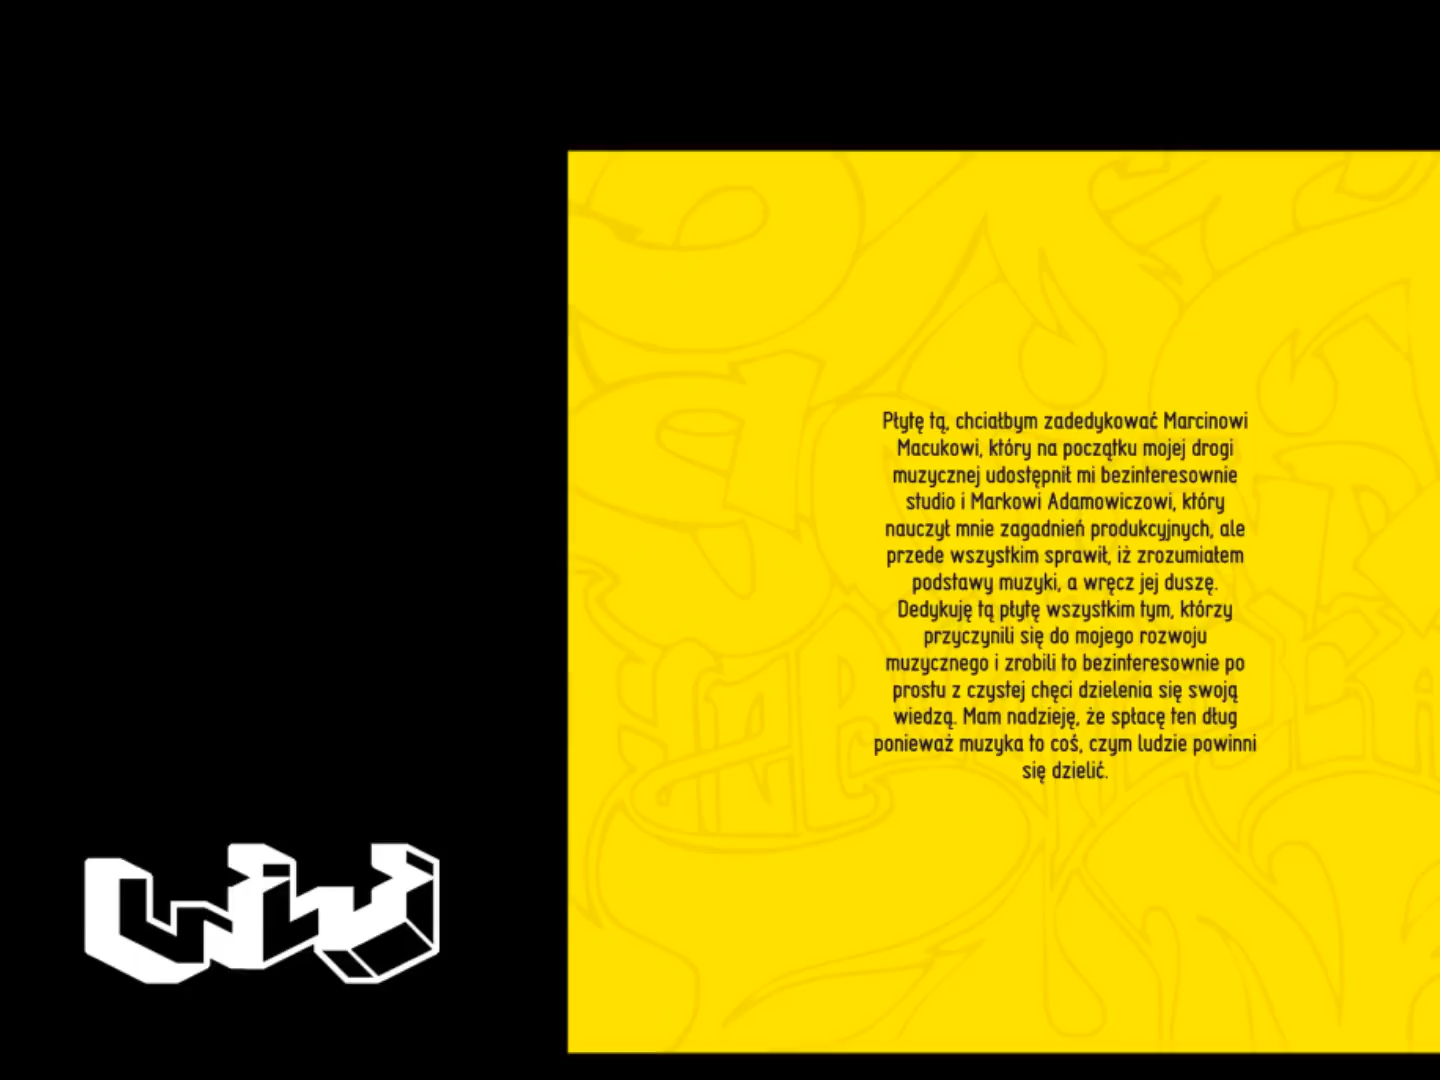 Płytę tą, chciałbym zadedykować Marcinowi
Macukowi, który na początku mojej drogi
muzycznej udostępnił mi bezinteresownie
studio i Markowi Adamowiczowi, który
nauczył mnie zagadnień produkcyjnych, ale
przede wszystkim sprawił, iż zrozumiałem
podstawy muzyki, a wręcz jej duszę.
Dedykuję tą płytę wszystkim tym, którzy
przyczynili się do mojego rozwoju
muzycznego i zrobili to bezinteresownie po
prostu z czystej chęci dzielenia się swoją
wiedzą. Mam nadzieję, że spłacę ten dług
ponieważ muzyka to coś, czym ludzie powinni
się dzielić.